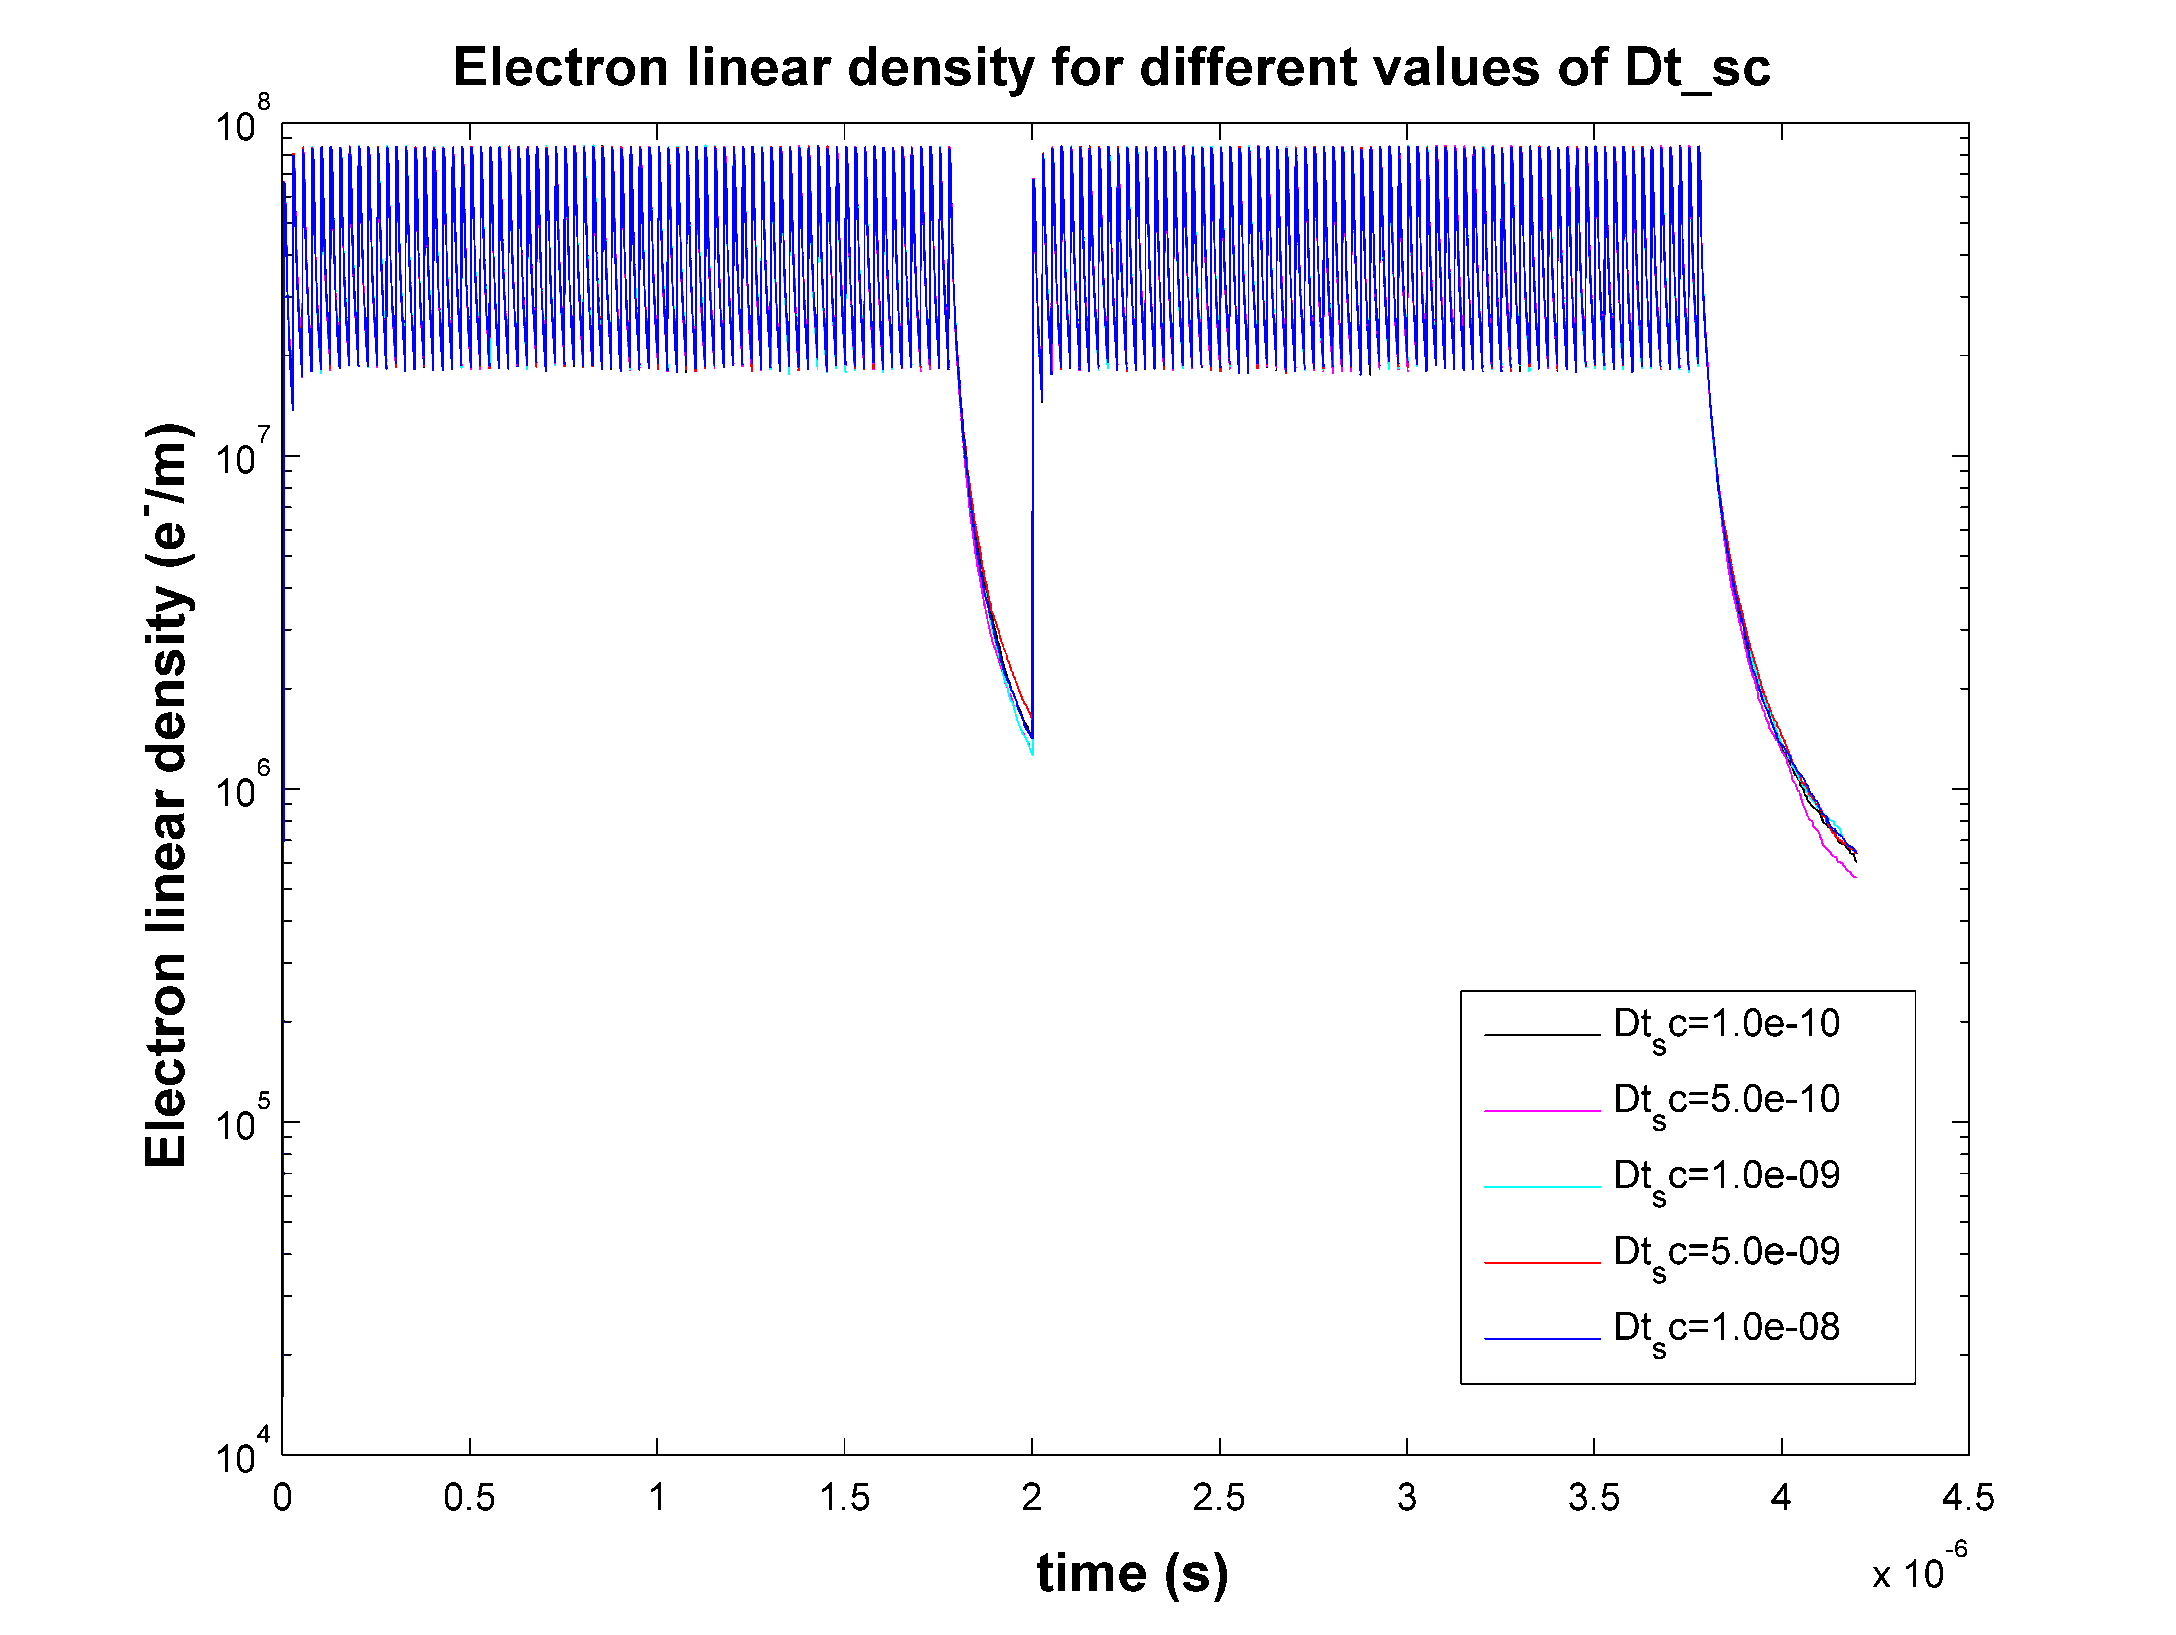 Electron linear density for different values of Dt_sc
10^8
10^7
10^6
10^5
10^4
Electron linear density (e^-/m)
0 0.5 1 1.5 2 2.5 3 3.5 4 4.5
x 10^-6
time (s)
Dt_sc=1.0e-10
Dt_sc=5.0e-10
Dt_sc=1.0e-09
Dt_sc=5.0e-09
Dt_sc=1.0e-08